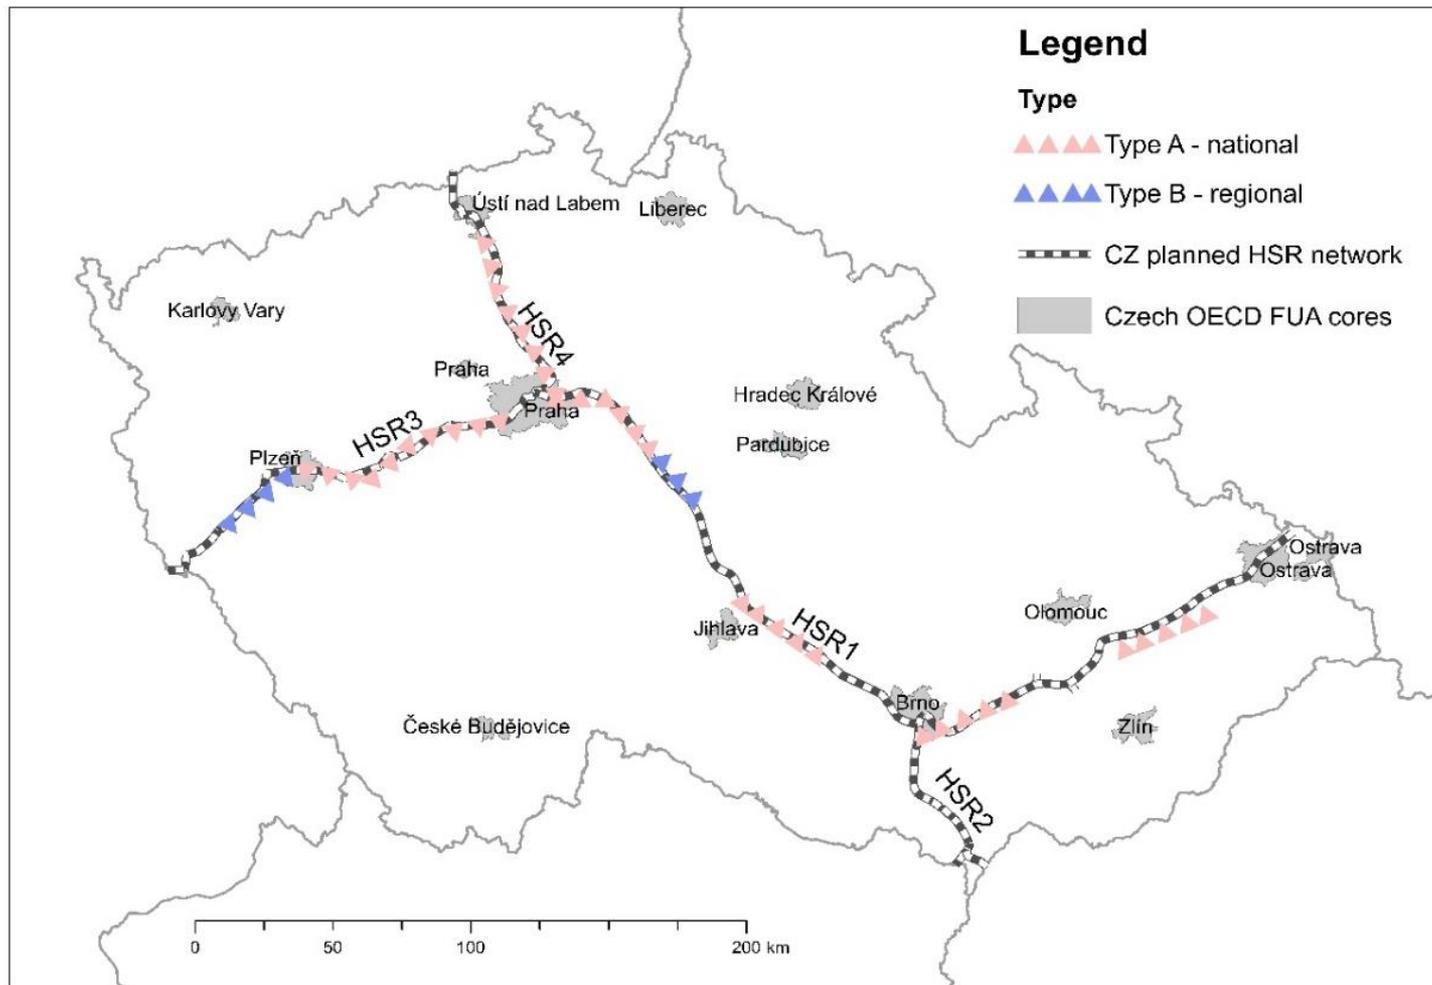 Legend
Type
Type A - national
Type B - regional
CZ planned HSR network
Czech OECD FUA cores
Ústí nad Labem
Liberec
Karlovy Vary
HSR4
Praha
Hradec Králové
Praha
HSR3
Pardubice
Plzeň
Ostrava
Ostrava
Olomouc
Jihlava
HSR1
Brno
České Budějovice
Zlín
HSR2
0 50 100 200 km